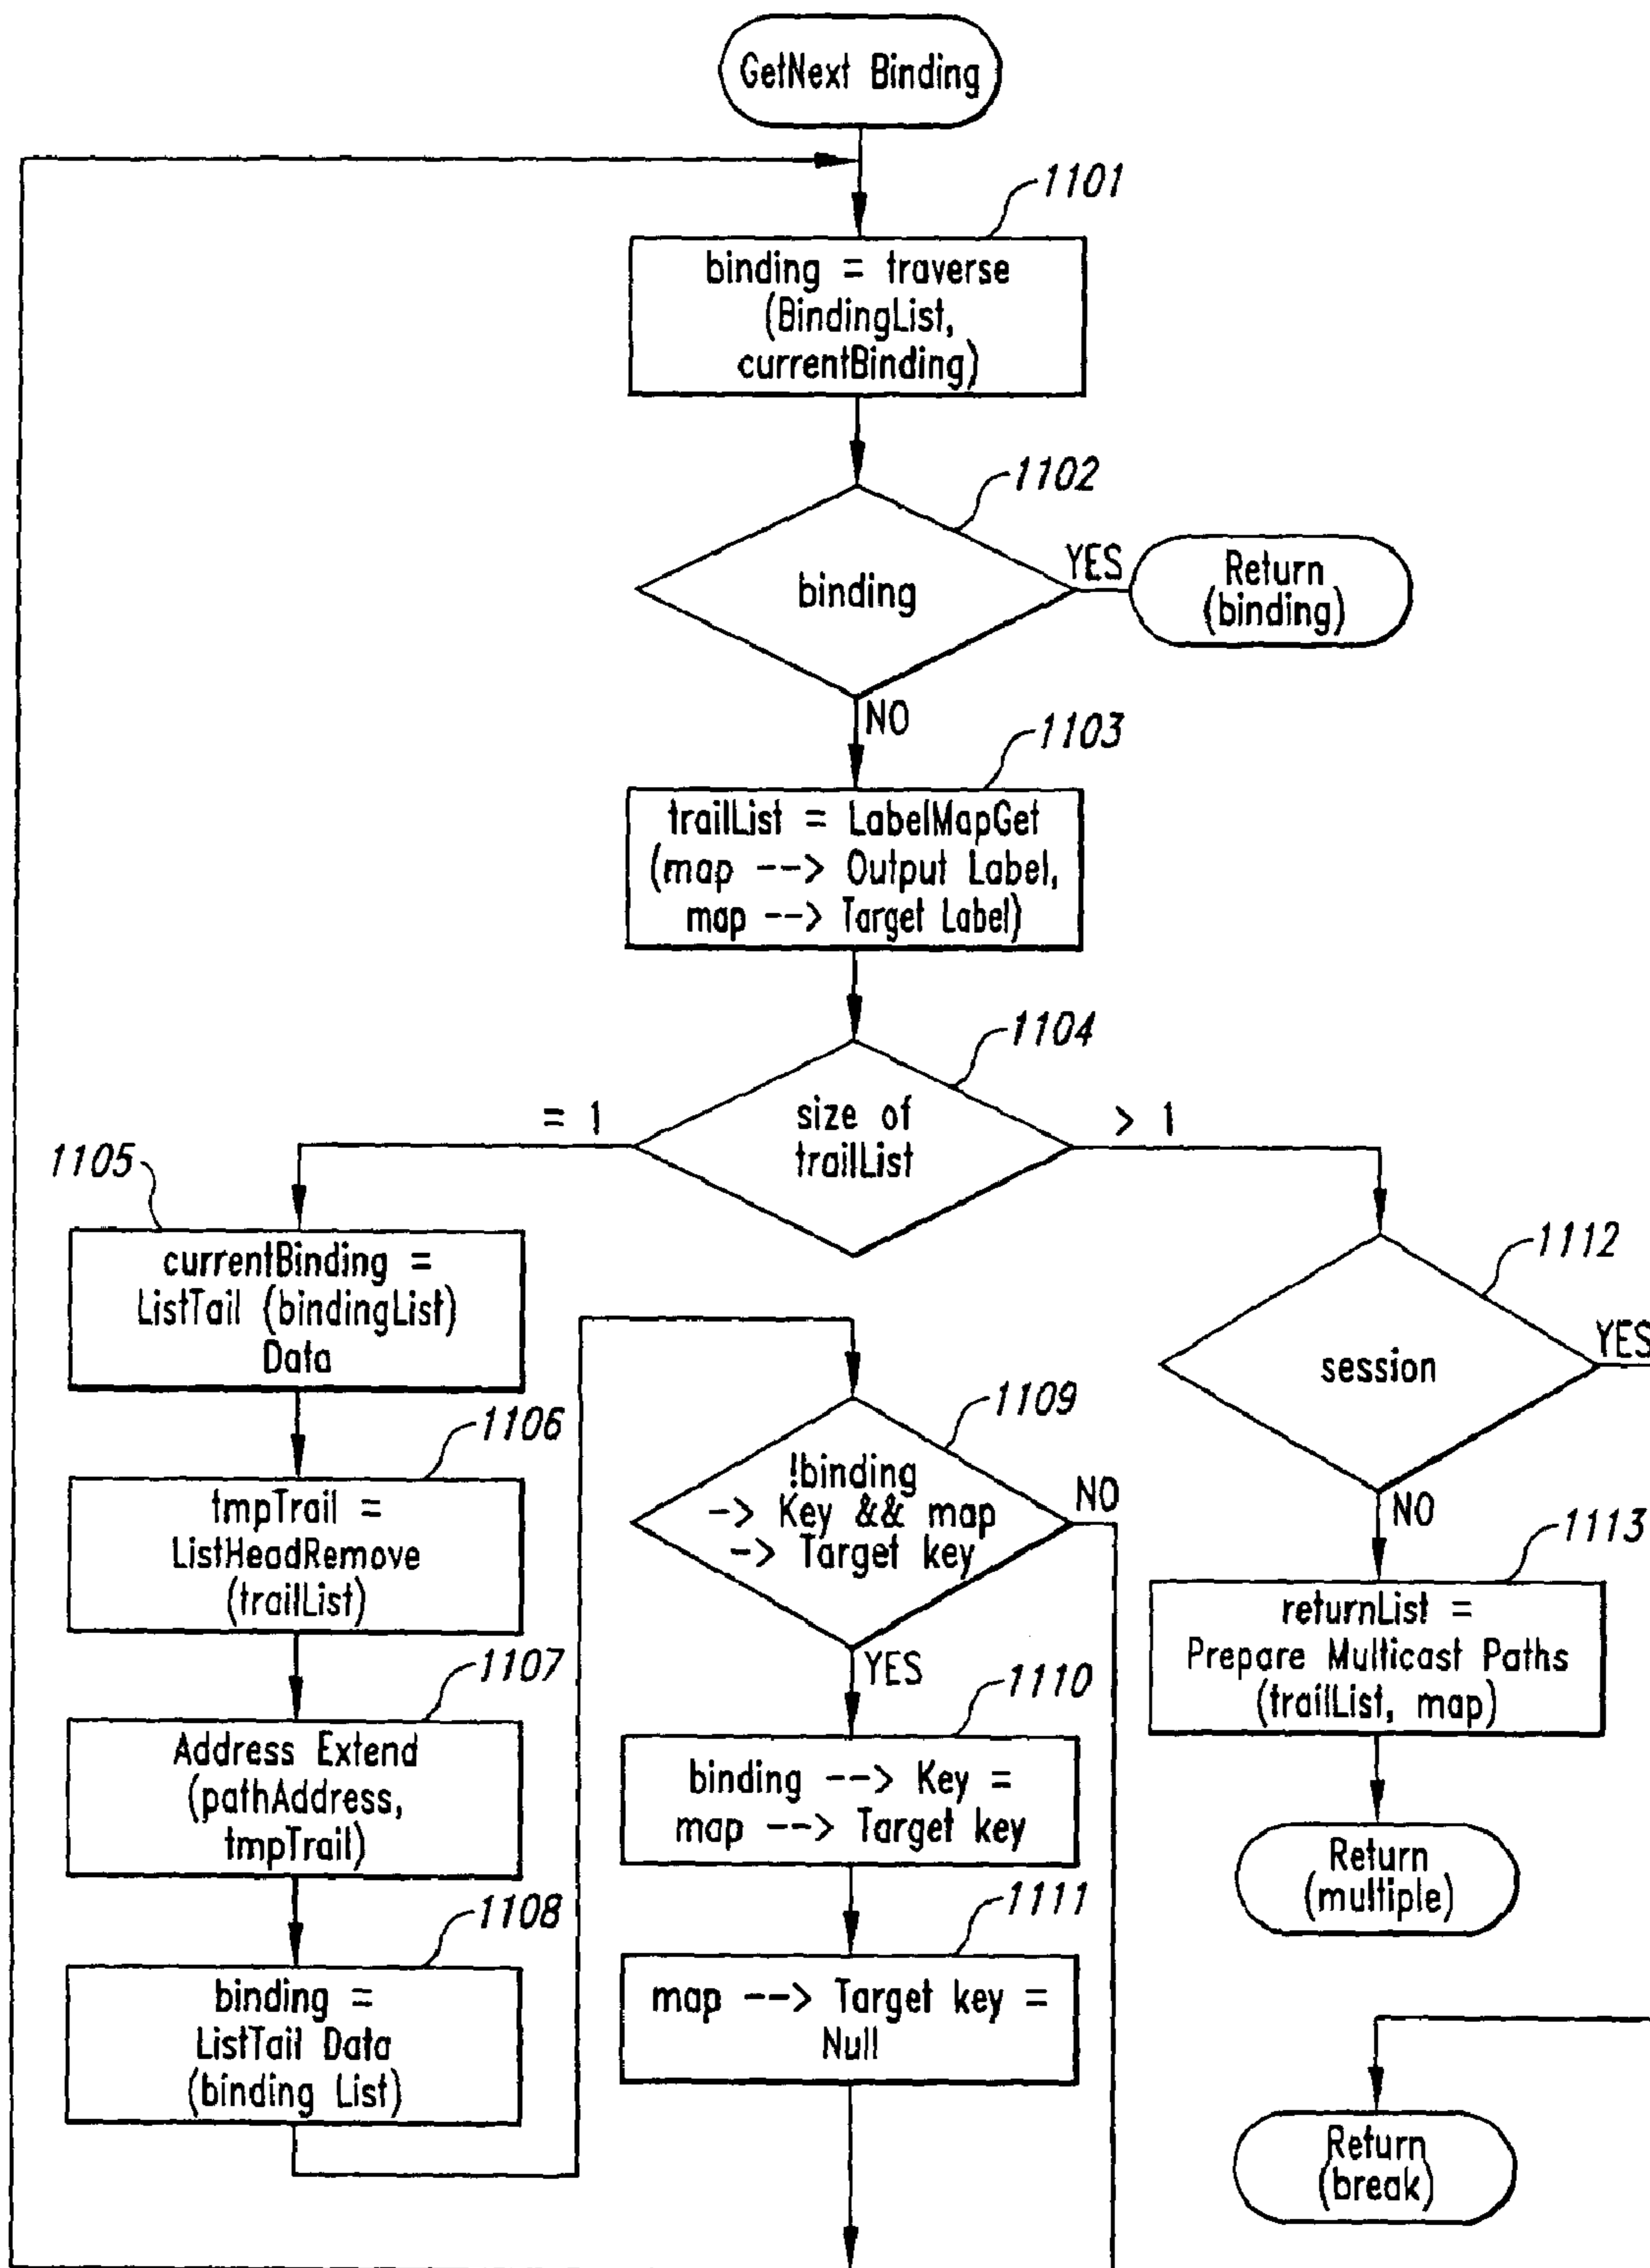 GetNext Binding
1101
binding = traverse
(BindingList,
currentBinding)
1102
binding
YES
Return
(binding)
NO
1103
trailList = LabelMapGet
(map --> Output Label,
map --> Target Label)
1104
size of
trailList
= 1
> 1
1105
currentBinding =
ListTail (bindingList)
Data
1106
tmpTrail =
ListHeadRemove
(trailList)
1107
Address Extend
(pathAddress,
tmpTrail)
1108
binding =
ListTail Data
(binding List)
1109
!binding
-> Key && map
-> Target key
NO
YES
1110
binding --> Key =
map --> Target key
1111
map --> Target key =
Null
1112
session
YES
NO
1113
returnList =
Prepare Multicast Paths
(trailList, map)
Return
(multiple)
Return
(break)